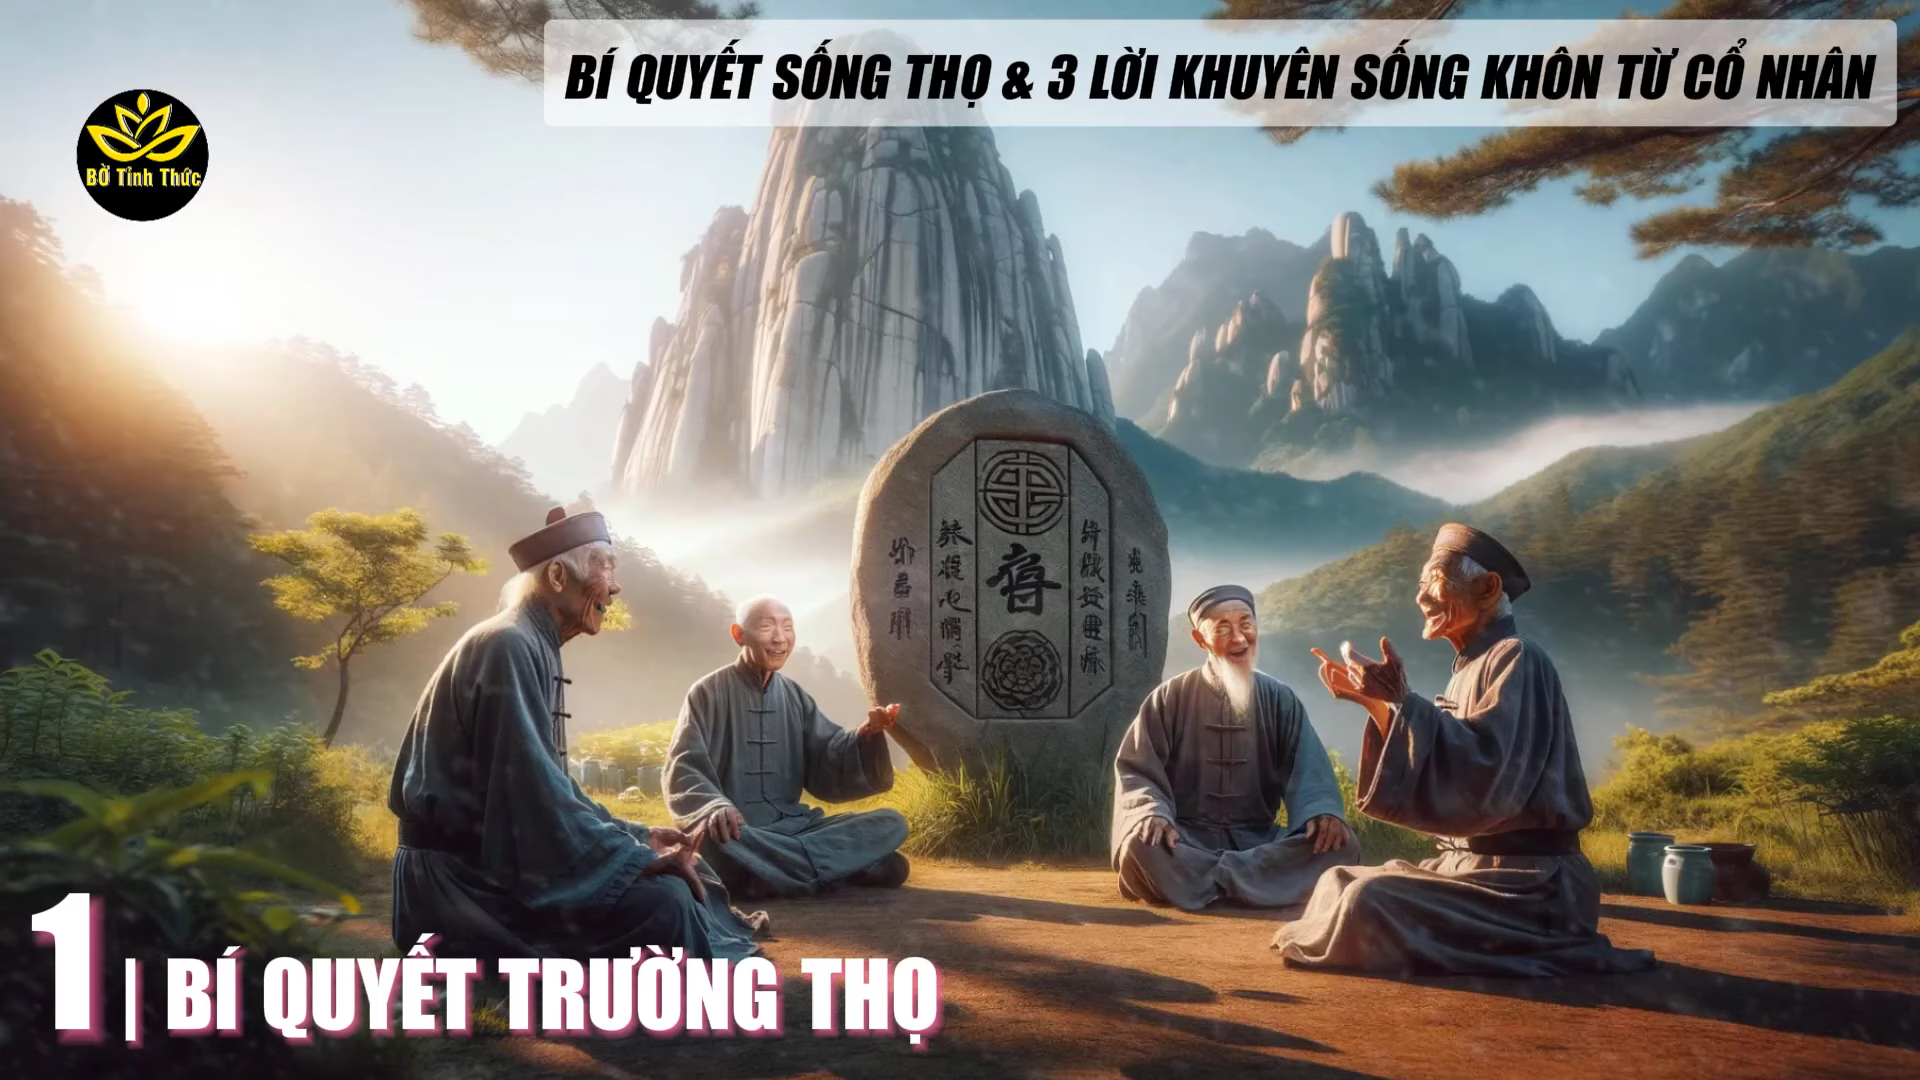 BÍ QUYẾT SỐNG THỌ & 3 LỜI KHUYÊN SỐNG KHÔN TỪ CỔ NHÂN
BỜ Tỉnh Thức
1 | BÍ QUYẾT TRƯỜNG THỌ